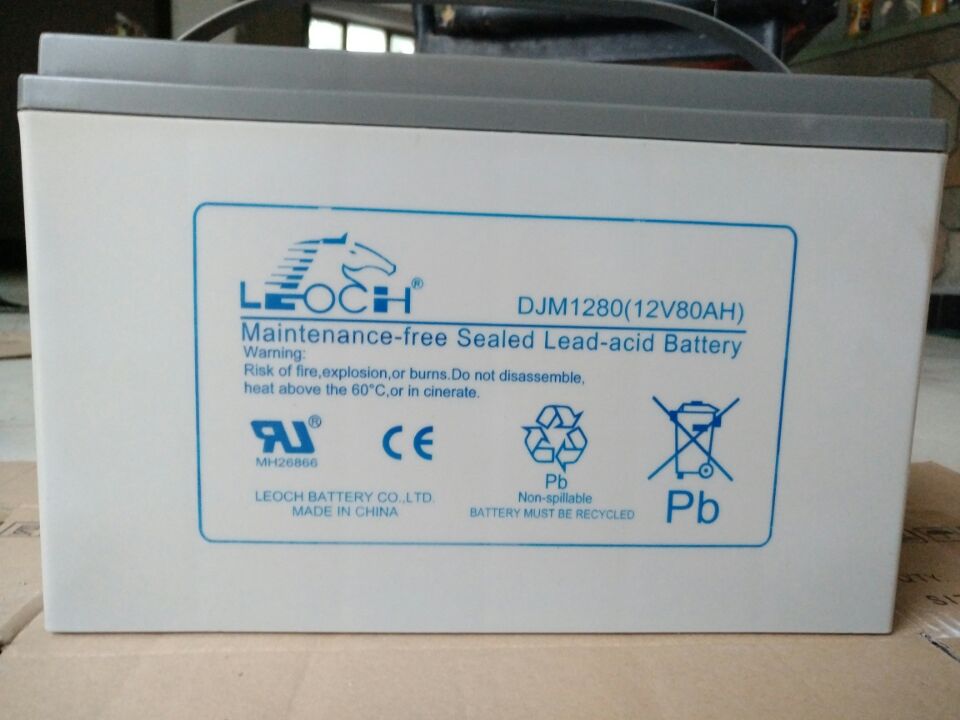 LEOCH®
DJM1280(12V80AH)
Maintenance-free Sealed Lead-acid Battery
Warning:
Risk of fire,explosion,or burns.Do not disassemble,
heat above the 60°C,or in cinerate.
RU®
MH26866
CE
LEOCH BATTERY CO.,LTD.
MADE IN CHINA
Pb
Non-spillable
BATTERY MUST BE RECYCLED
Pb